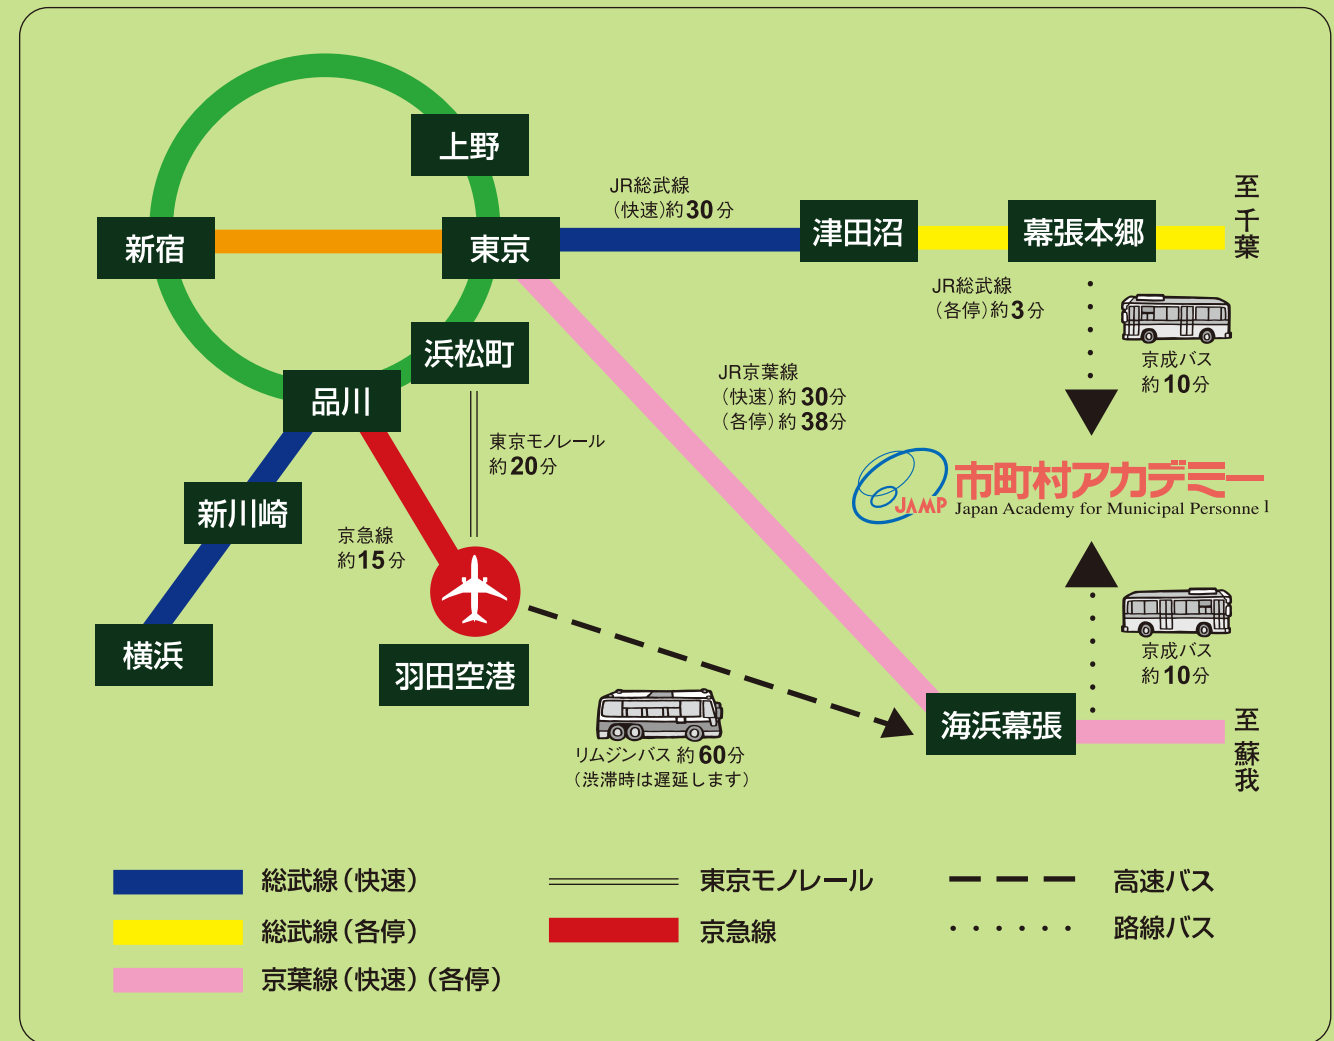 上野
新宿
東京
JR総武線
（快速）約30分
津田沼
幕張本郷
至千葉
JR総武線
（各停）約3分
京成バス
約10分
浜松町
品川
JR京葉線
（快速）約30分
（各停）約38分
東京モノレール
約20分
JAMP
市町村アカデミー
Japan Academy for Municipal Personnel
新川崎
京急線
約15分
横浜
羽田空港
京成バス
約10分
海浜幕張
至蘇我
リムジンバス 約60分
（渋滞時は遅延します）
総武線（快速）
東京モノレール
高速バス
総武線（各停）
京急線
路線バス
京葉線（快速）（各停）